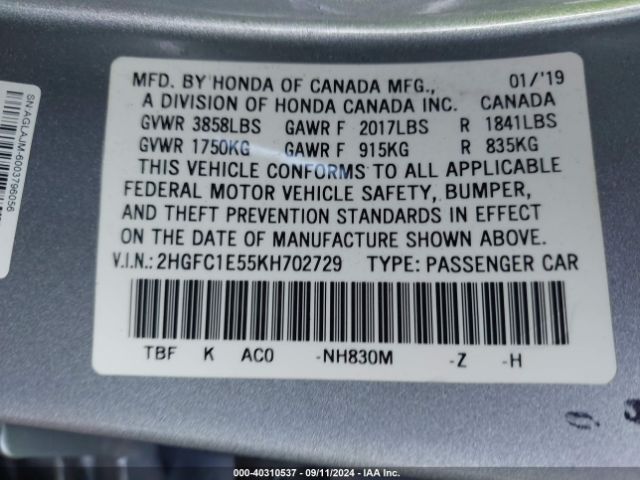 MFD. BY HONDA OF CANADA MFG., 01/'19
A DIVISION OF HONDA CANADA INC. CANADA
GVWR 3858LBS GAWR F 2017LBS R 1841LBS
GVWR 1750KG GAWR F 915KG R 835KG
THIS VEHICLE CONFORMS TO ALL APPLICABLE
FEDERAL MOTOR VEHICLE SAFETY, BUMPER,
AND THEFT PREVENTION STANDARDS IN EFFECT
ON THE DATE OF MANUFACTURE SHOWN ABOVE.
V.I.N.: 2HGFC1E55KH702729 TYPE: PASSENGER CAR
TBF K AC0 -NH830M -Z -H
SN:AGLAJM-6003796056
000-40310537 - 09/11/2024 - IAA Inc.